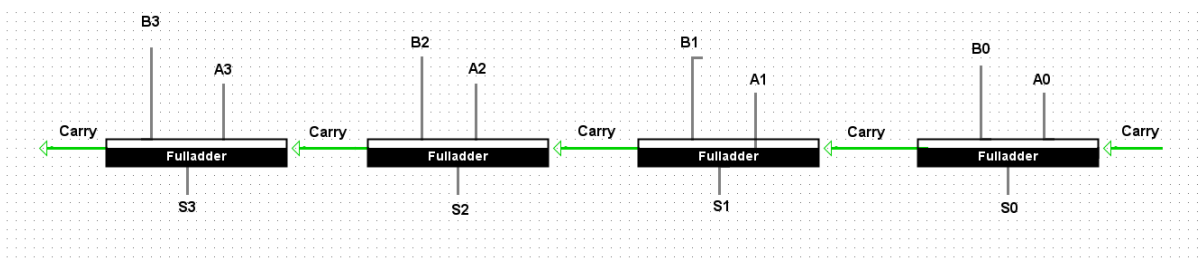 B3 B2 B1 B0
A3 A2 A1 A0
Carry Carry Carry Carry Carry
Fulladder Fulladder Fulladder Fulladder
S3 S2 S1 S0